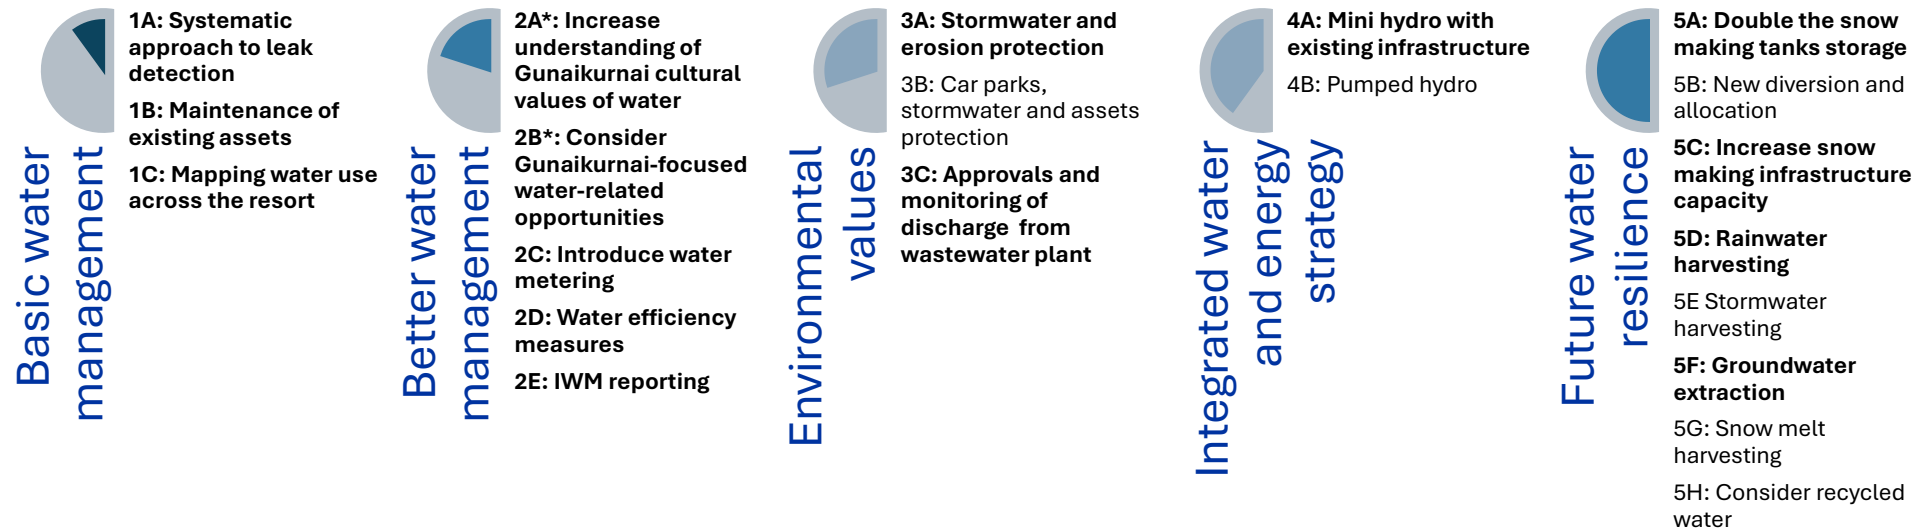 Basic water
management
1A: Systematic
approach to leak
detection
1B: Maintenance of
existing assets
1C: Mapping water use
across the resort
Better water
management
2A*: Increase
understanding of
Gunaikurnai cultural
values of water
2B*: Consider
Gunaikurnai-focused
water-related
opportunities
2C: Introduce water
metering
2D: Water efficiency
measures
2E: IWM reporting
Environmental
values
3A: Stormwater and
erosion protection
3B: Car parks,
stormwater and assets
protection
3C: Approvals and
monitoring of
discharge from
wastewater plant
Integrated water
and energy
strategy
4A: Mini hydro with
existing infrastructure
4B: Pumped hydro
Future water
resilience
5A: Double the snow
making tanks storage
5B: New diversion and
allocation
5C: Increase snow
making infrastructure
capacity
5D: Rainwater
harvesting
5E Stormwater
harvesting
5F: Groundwater
extraction
5G: Snow melt
harvesting
5H: Consider recycled
water